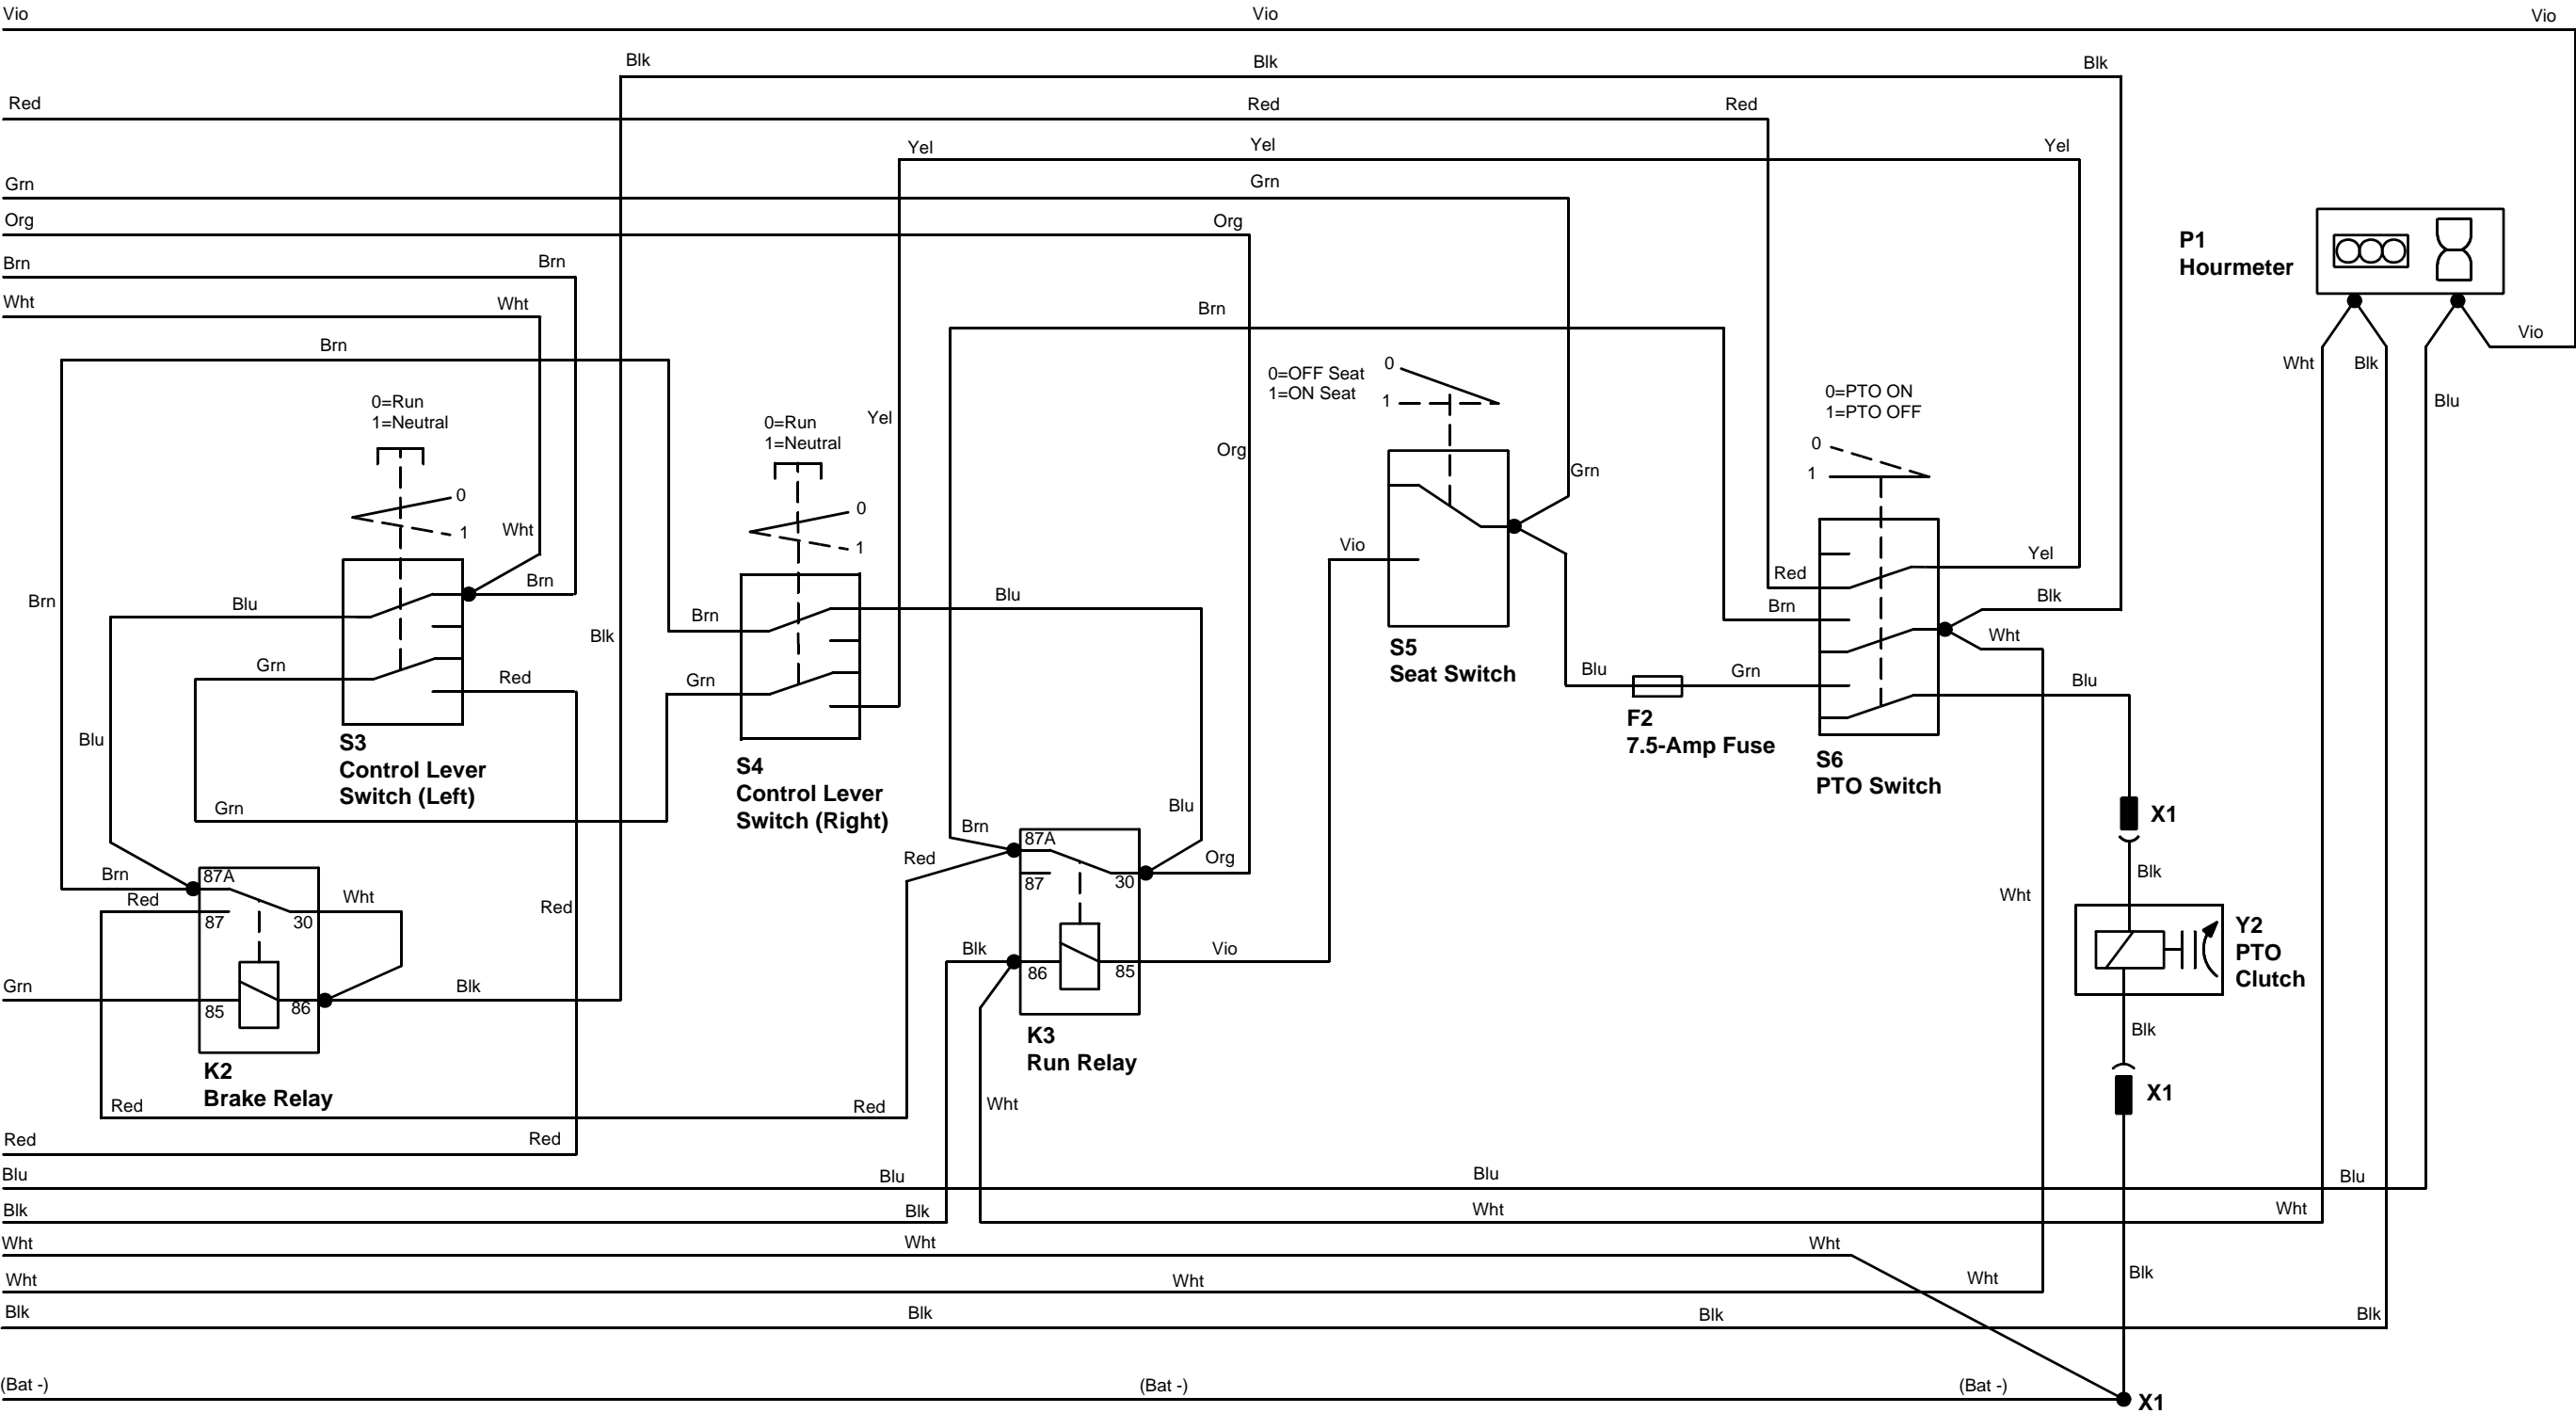 Vio Vio Vio
Blk Blk Blk
Red Red Red
Yel Yel Yel
Grn Grn
Org Org
Brn Brn
Wht Wht
P1
Hourmeter
Brn
Brn
Vio
Wht Blk
Blu
0=OFF Seat
1=ON Seat
0
1
0=PTO ON
1=PTO OFF
0
1
0=Run
1=Neutral
0
1
0=Run
1=Neutral
0
1
Yel
Org
Grn
Wht
Brn
Vio
Yel
Red
Brn
Blu
Brn
Blu
Brn
Blk
Blk
Wht
Grn
Red
Grn
S5
Seat Switch
Blu
Grn
Blu
F2
7.5-Amp Fuse
S3
Control Lever
Switch (Left)
Blu
S4
Control Lever
Switch (Right)
S6
PTO Switch
Grn
Blu
X1
Brn
87A
Red
Org
87
30
Brn
87A
Red
87
30
Wht
Red
Blk
Wht
Y2
PTO
Clutch
Blk
86
85
Vio
Grn
85
86
Blk
K3
Run Relay
Blk
K2
Brake Relay
X1
Red Red
Wht
Red Red
Blu Blu Blu Blu
Blk Blk Wht Wht
Wht Wht Wht
Wht Wht Wht
Blk
Blk Blk Blk Blk
(Bat -) (Bat -) (Bat -)
X1